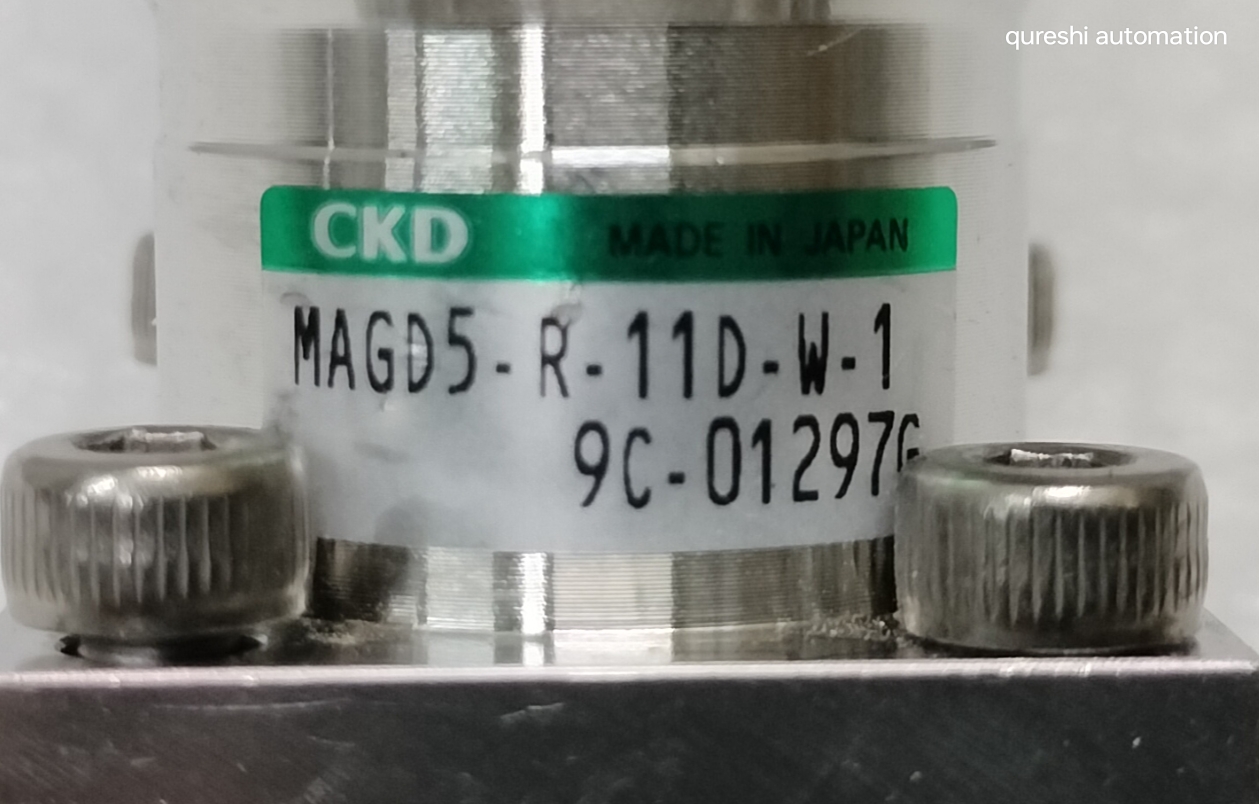 qureshi automation
CKD MADE IN JAPAN
MAGD5-R-11D-W-1
9C-01297G